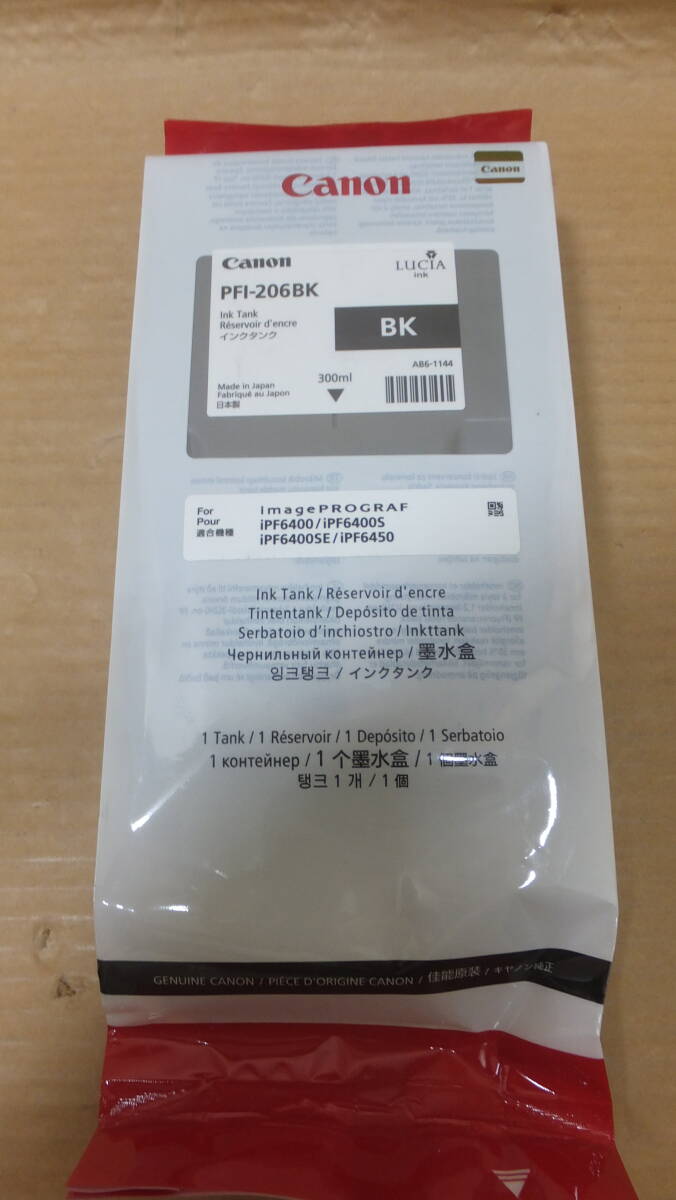 Canon
Canon
Canon
LUCIA
ink
PFI-206BK
Ink Tank
Réservoir d'encre
インクタンク
BK
AB6-1144
Made in Japan
Fabriqué au Japon
日本製
300ml
For
Pour
適合機種
imagePROGRAF
iPF6400/iPF6400S
iPF6400SE/iPF6450
Ink Tank / Réservoir d'encre
Tintentank / Depósito de tinta
Serbatoio d'inchiostro / Inkttank
Чернильный контейнер / 墨水盒
잉크탱크 / インクタンク
1 Tank / 1 Réservoir / 1 Depósito / 1 Serbatoio
1 контейнер / 1 个墨水盒 / 1 個墨水盒
탱크 1 개 / 1 個
GENUINE CANON / PIÈCE D'ORIGINE CANON / 佳能原装 / キヤノン純正